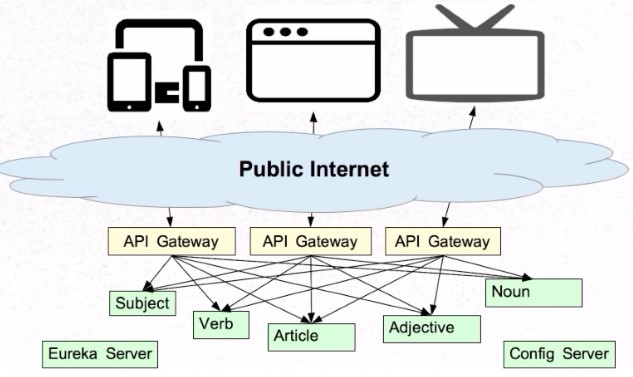 Public Internet
API Gateway
API Gateway
API Gateway
Subject
Verb
Article
Adjective
Noun
Eureka Server
Config Server